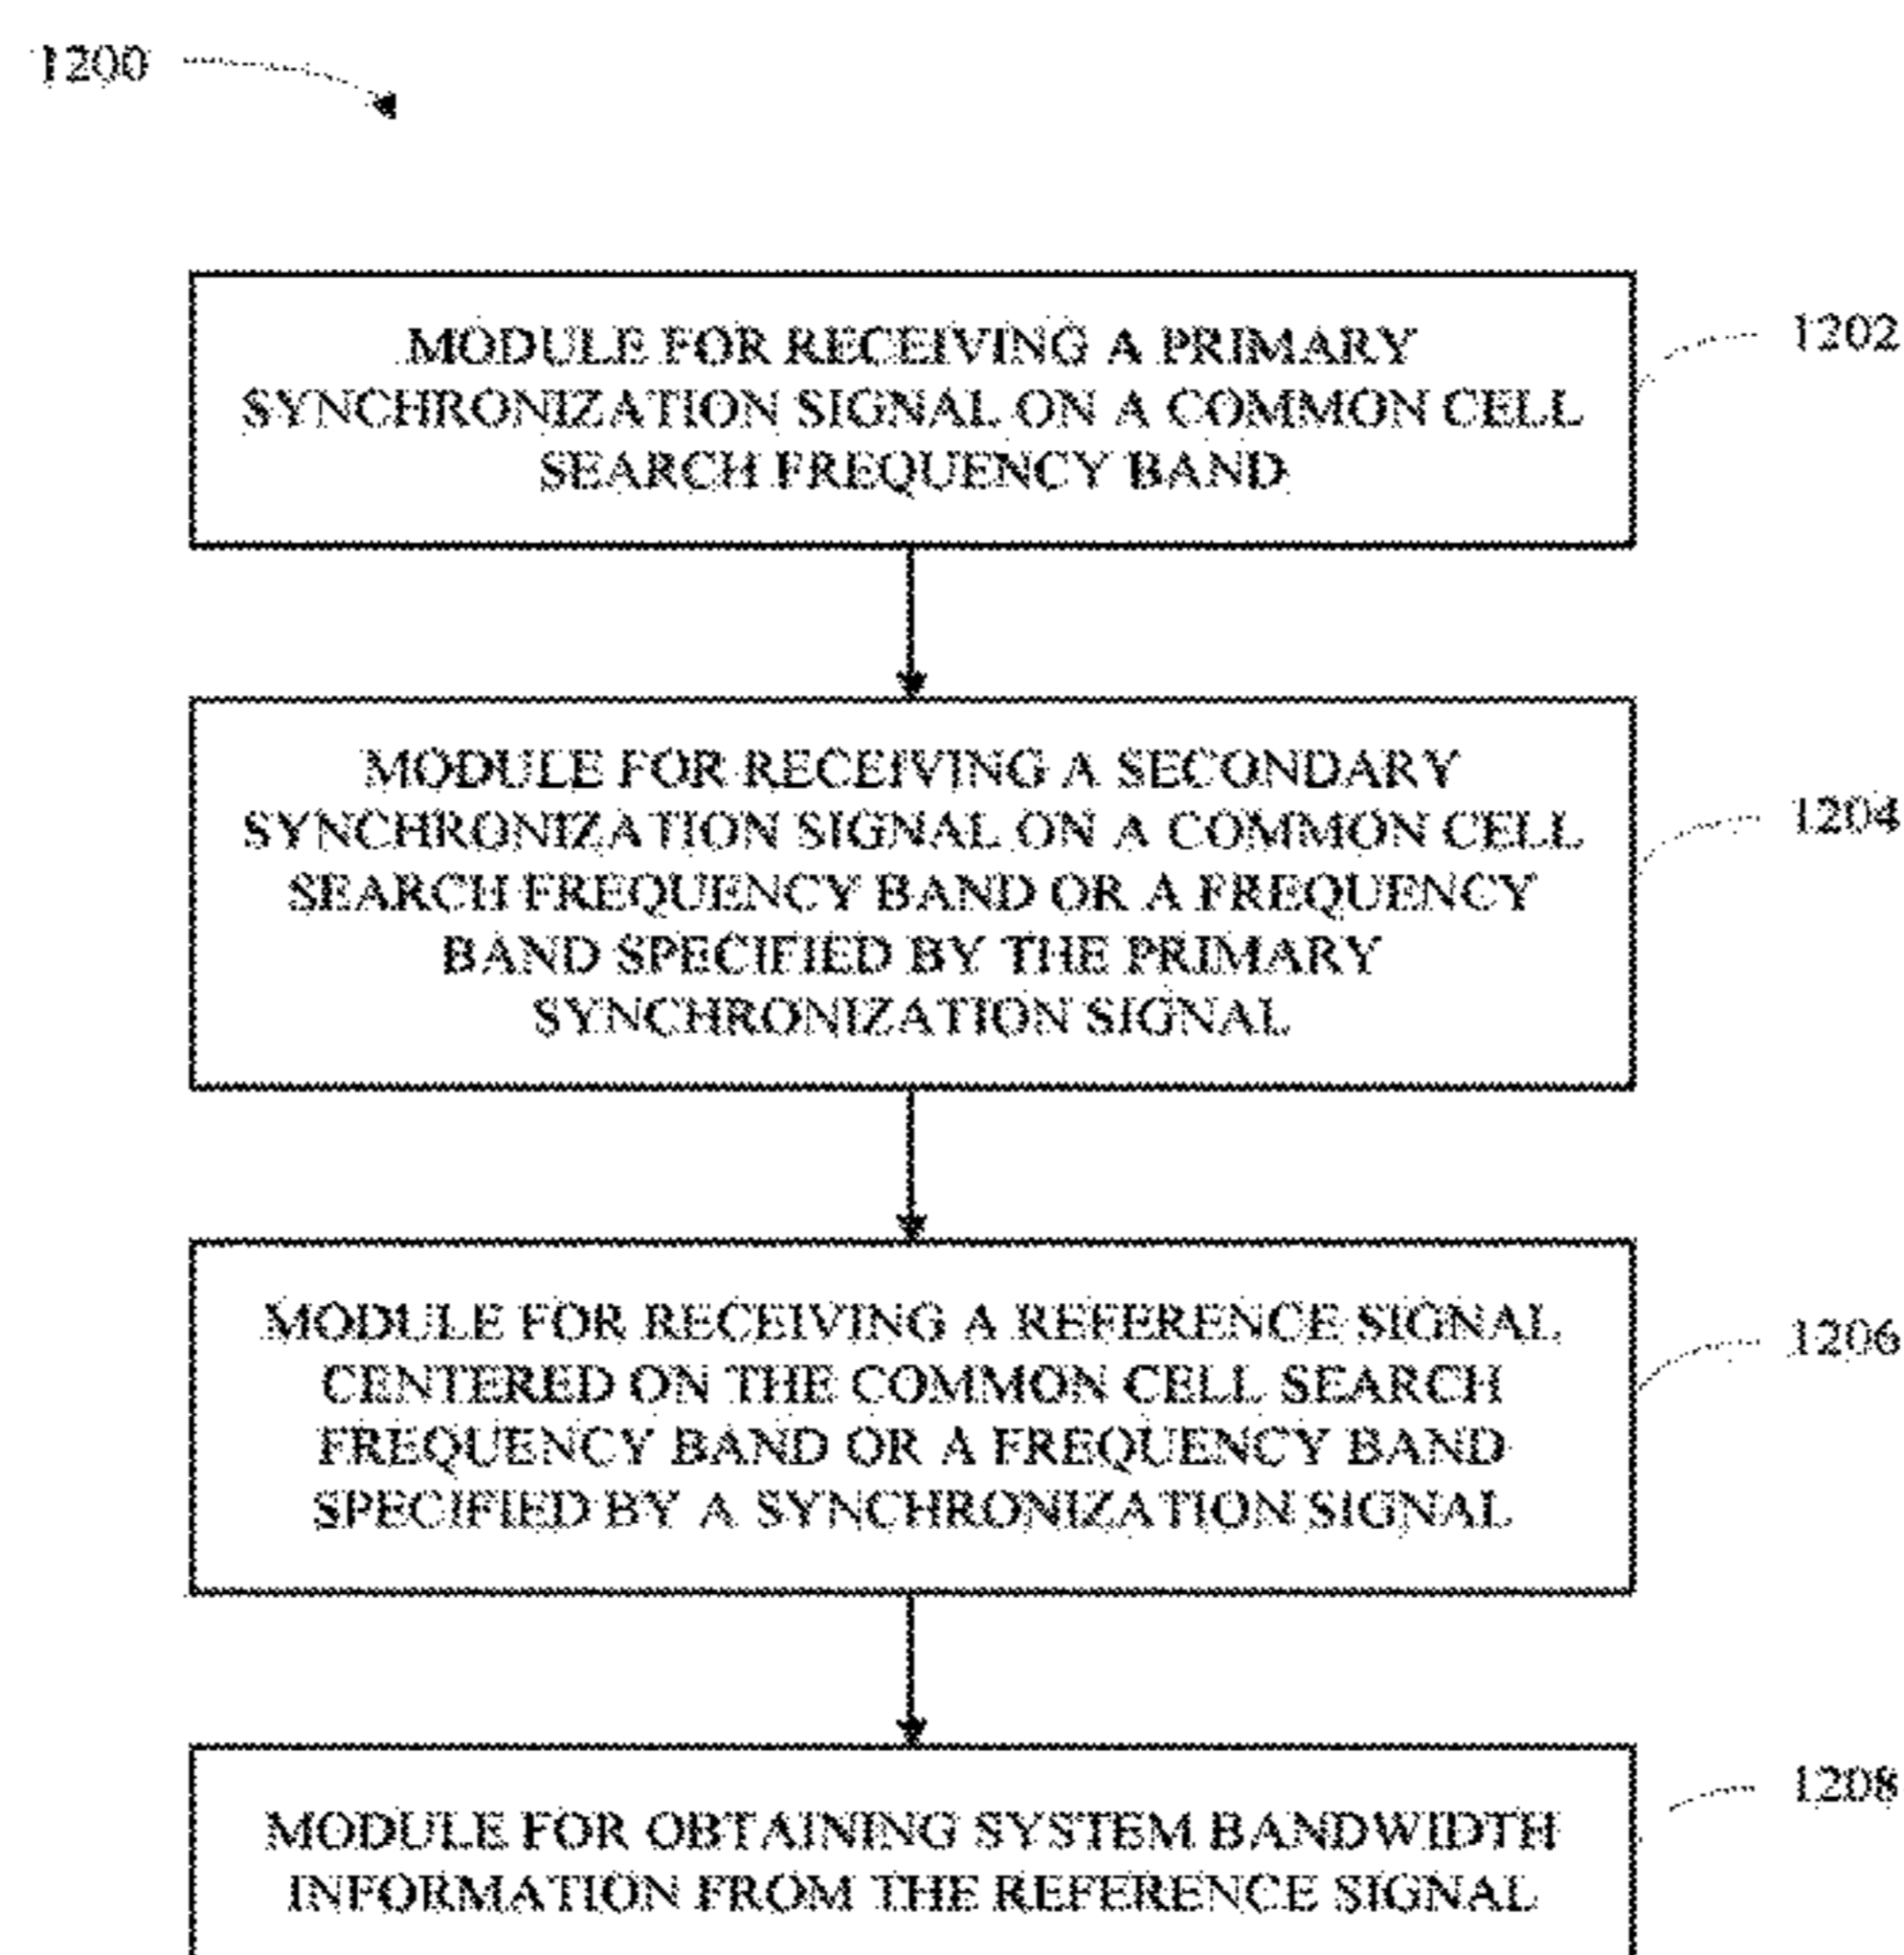 1200
MODULE FOR RECEIVING A PRIMARY
SYNCHRONIZATION SIGNAL ON A COMMON CELL
SEARCH FREQUENCY BAND
1202
MODULE FOR RECEIVING A SECONDARY
SYNCHRONIZATION SIGNAL ON A COMMON CELL
SEARCH FREQUENCY BAND OR A FREQUENCY
BAND SPECIFIED BY THE PRIMARY
SYNCHRONIZATION SIGNAL
1204
MODULE FOR RECEIVING A REFERENCE SIGNAL
CENTERED ON THE COMMON CELL SEARCH
FREQUENCY BAND OR A FREQUENCY BAND
SPECIFIED BY A SYNCHRONIZATION SIGNAL
1206
MODULE FOR OBTAINING SYSTEM BANDWIDTH
INFORMATION FROM THE REFERENCE SIGNAL
1208